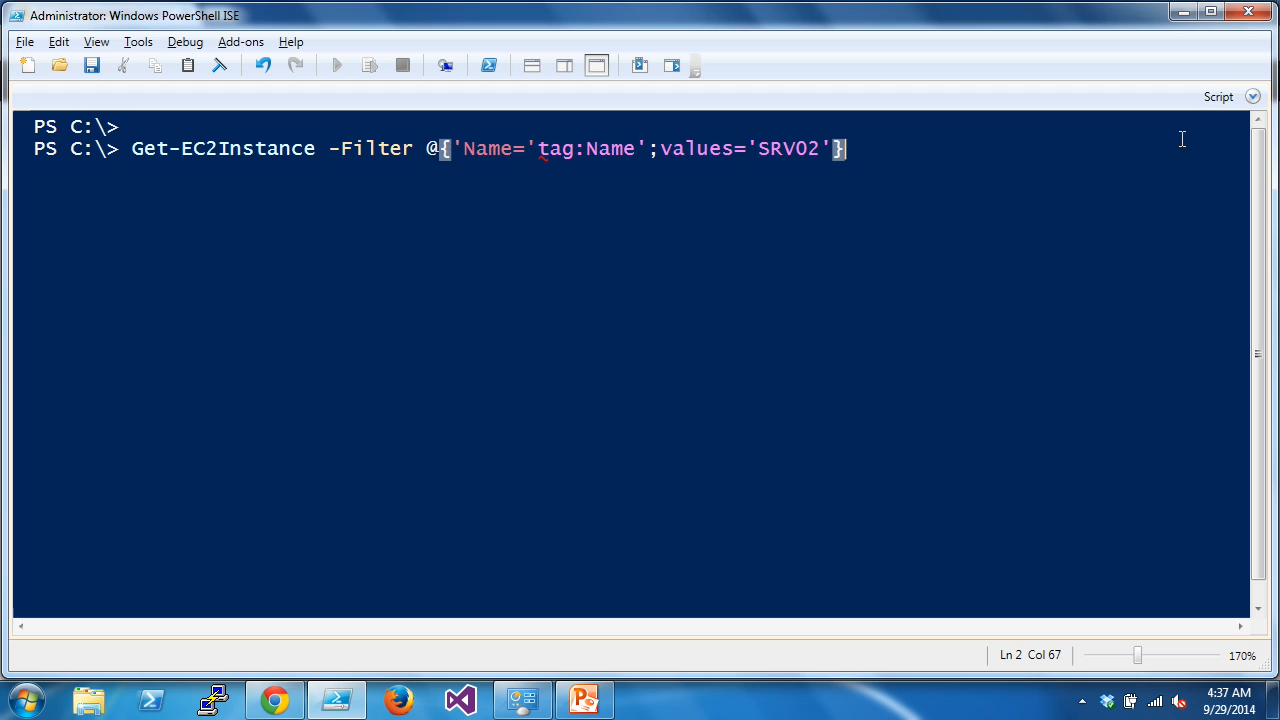 Administrator: Windows PowerShell ISE
File Edit View Tools Debug Add-ons Help
Script
PS C:\>
PS C:\> Get-EC2Instance -Filter @{'Name='tag:Name';values='SRV02'}
Ln 2 Col 67
170%
4:37 AM
9/29/2014